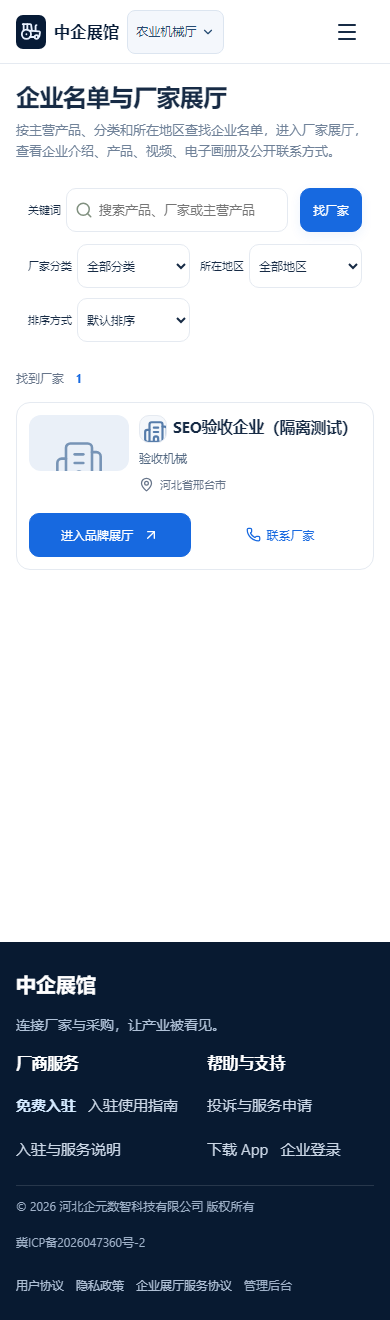 中企展馆 农业机械厅
企业名单与厂家展厅
按主营产品、分类和所在地区查找企业名单，进入厂家展厅，
查看企业介绍、产品、视频、电子画册及公开联系方式。
关键词 搜索产品、厂家或主营产品 找厂家
厂家分类 全部分类 所在地区 全部地区
排序方式 默认排序
找到厂家 1
SEO验收企业（隔离测试）
验收机械
河北省邢台市
进入品牌展厅 联系厂家
中企展馆
连接厂家与采购，让产业被看见。
厂商服务 帮助与支持
免费入驻 入驻使用指南 投诉与服务申请
入驻与服务说明 下载 App 企业登录
© 2026 河北企元数智科技有限公司 版权所有
冀ICP备2026047360号-2
用户协议 隐私政策 企业展厅服务协议 管理后台